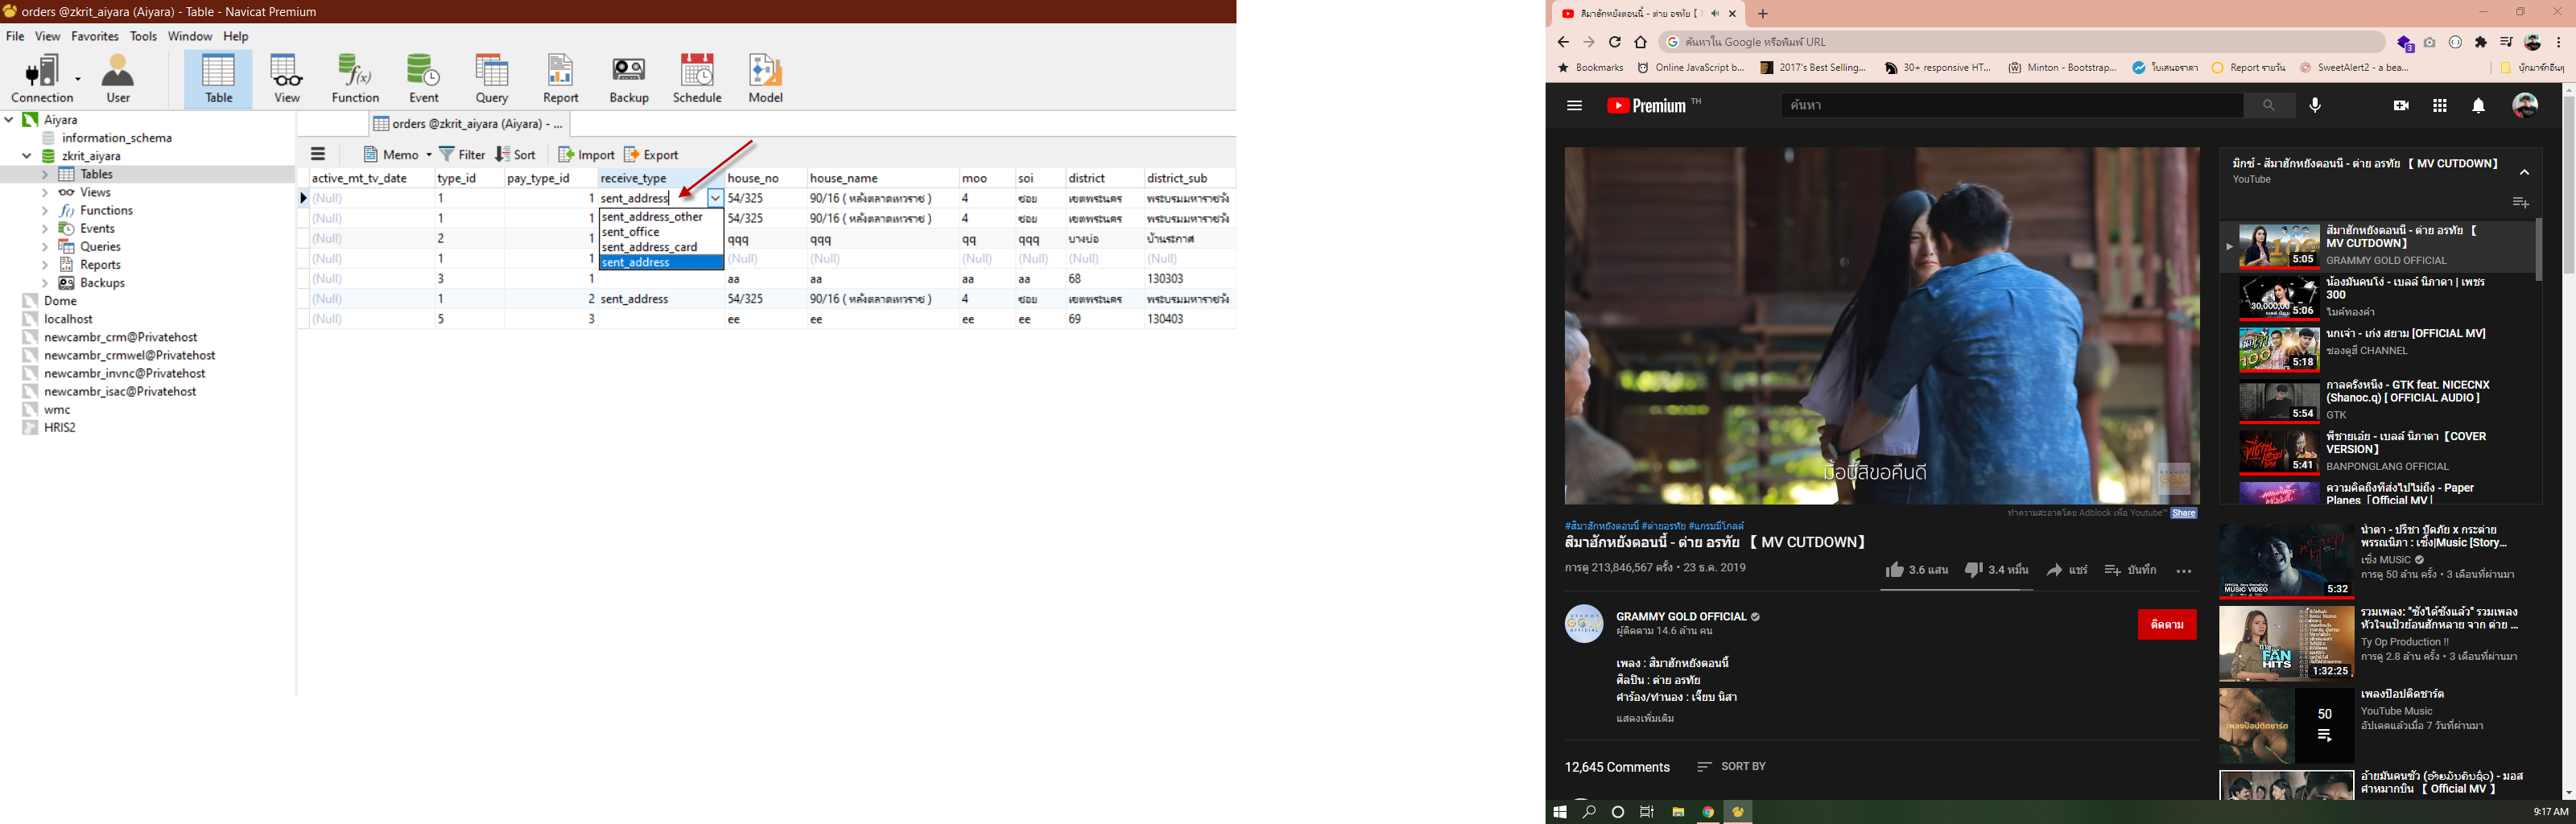 orders @zkrit_aiyara (Aiyara) - Table - Navicat Premium
File View Favorites Tools Window Help
Connection User Table View Function Event Query Report Backup Schedule Model
Aiyara
information_schema
zkrit_aiyara
Tables
Views
Functions
Events
Queries
Reports
Backups
Dome
localhost
newcambr_crm@Privatehost
newcambr_crmwel@Privatehost
newcambr_invnc@Privatehost
newcambr_isac@Privatehost
wmc
HRIS2
orders @zkrit_aiyara (Aiyara) - ...
Memo Filter Sort Import Export
active_mt_tv_date type_id pay_type_id receive_type house_no house_name moo soi district district_sub
(Null) 1 1 sent_address 54/325 90/16 ( หลังตลาดเทวราช ) 4 ซอย เขตพระนคร พระบรมมหาราชวัง
(Null) 1 1 54/325 90/16 ( หลังตลาดเทวราช ) 4 ซอย เขตพระนคร พระบรมมหาราชวัง
(Null) 2 1 qqq qqq qq qqq บางบ่อ บ้านระกาศ
(Null) 1 1 (Null) (Null) (Null) (Null) (Null) (Null)
(Null) 3 1 aa aa aa aa 68 130303
(Null) 1 2 sent_address 54/325 90/16 ( หลังตลาดเทวราช ) 4 ซอย เขตพระนคร พระบรมมหาราชวัง
(Null) 5 3 ee ee ee ee 69 130403
sent_address_other
sent_office
sent_address_card
sent_address
สิมาฮักหยังตอนนี้ - ต่าย อรทัย 【
ค้นหาใน Google หรือพิมพ์ URL
3
Bookmarks Online JavaScript b... 2017's Best Selling... 30+ responsive HT... Minton - Bootstrap... ใบเสนอราคา Report รายวัน SweetAlert2 - a bea... บุ๊กมาร์กอื่นๆ
Premium TH
ค้นหา
มื้อนี้สิขอคืนดี
ทำความสะอาดโดย Adblock เพื่อ Youtube™ Share
#สิมาฮักหยังตอนนี้ #ต่ายอรทัย #แกรมมี่โกลด์
สิมาฮักหยังตอนนี้ - ต่าย อรทัย 【 MV CUTDOWN】
การดู 213,846,567 ครั้ง • 23 ธ.ค. 2019
3.6 แสน 3.4 หมื่น แชร์ บันทึก
GRAMMY GOLD OFFICIAL
ผู้ติดตาม 14.6 ล้าน คน
ติดตาม
เพลง : สิมาฮักหยังตอนนี้
ศิลปิน : ต่าย อรทัย
คำร้อง/ทำนอง : เจี๊ยบ นิสา
แสดงเพิ่มเติม
12,645 Comments SORT BY
มิกซ์ - สิมาฮักหยังตอนนี้ - ต่าย อรทัย 【 MV CUTDOWN】
YouTube
สิมาฮักหยังตอนนี้ - ต่าย อรทัย 【
MV CUTDOWN】
GRAMMY GOLD OFFICIAL
5:05
น้องมันคนโง่ - เบลล์ นิภาดา | เพชร
300
ไมค์ทองคำ
30,000.00
5:06
นกเจ่า - เก่ง สยาม [OFFICIAL MV]
ซองดูฮี CHANNEL
5:18
กาลครั้งหนึ่ง - GTK feat. NICECNX
(Shanoc.q) [ OFFICIAL AUDIO ]
GTK
5:54
พี่ชายเอ๋ย - เบลล์ นิภาดา【COVER
VERSION】
BANPONGLANG OFFICIAL
5:41
ความคิดถึงที่ส่งไปไม่ถึง - Paper
Planes「Official MV」
น้ำตา - ปรีชา ปัดภัย x กระต่าย
พรรณนิภา : เซิ้ง|Music [Story...
เซิ้ง MUSiC
การดู 50 ล้าน ครั้ง • 3 เดือนที่ผ่านมา
MUSIC VIDEO
5:32
รวมเพลง: "ซังได้ซังแล้ว" รวมเพลง
หัวใจแป้วย้อนฮักหลาย จาก ต่าย ...
Ty Op Production !!
การดู 2.8 ล้าน ครั้ง • 3 เดือนที่ผ่านมา
FAN HITS
1:32:25
เพลงป๊อปติดชาร์ต
YouTube Music
อัปเดตแล้วเมื่อ 7 วันที่ผ่านมา
เพลงป๊อปติดชาร์ต
50
9:17 AM